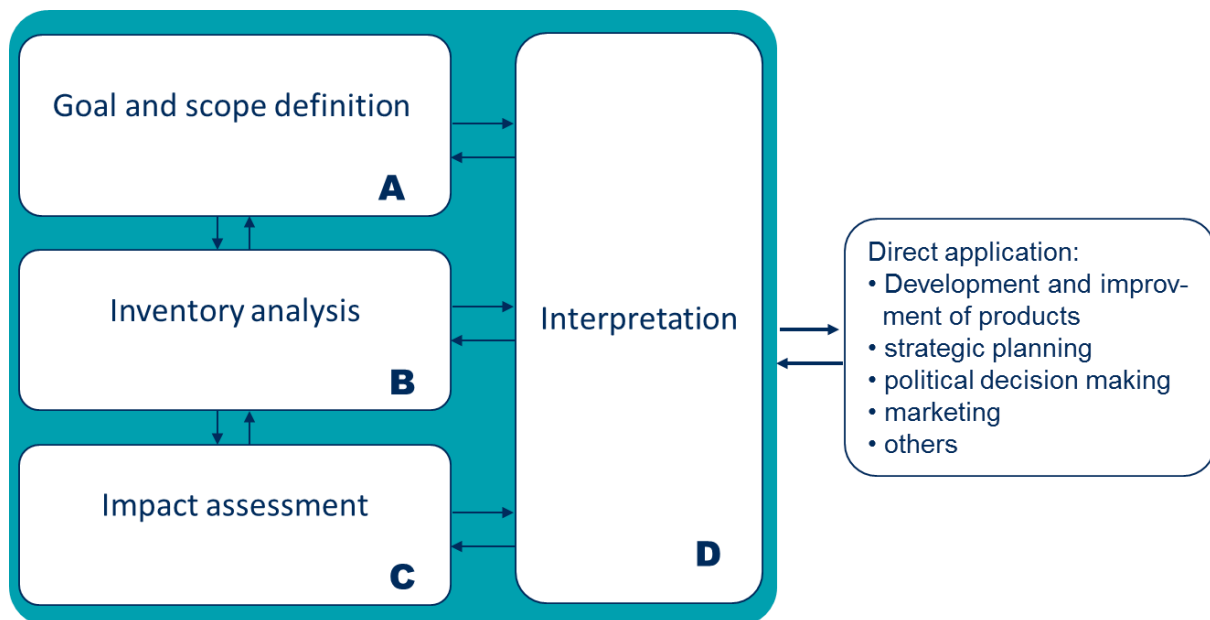 Goal and scope definition
A
Inventory analysis
B
Impact assessment
C
Interpretation
D
Direct application:
• Development and improv-
ment of products
• strategic planning
• political decision making
• marketing
• others